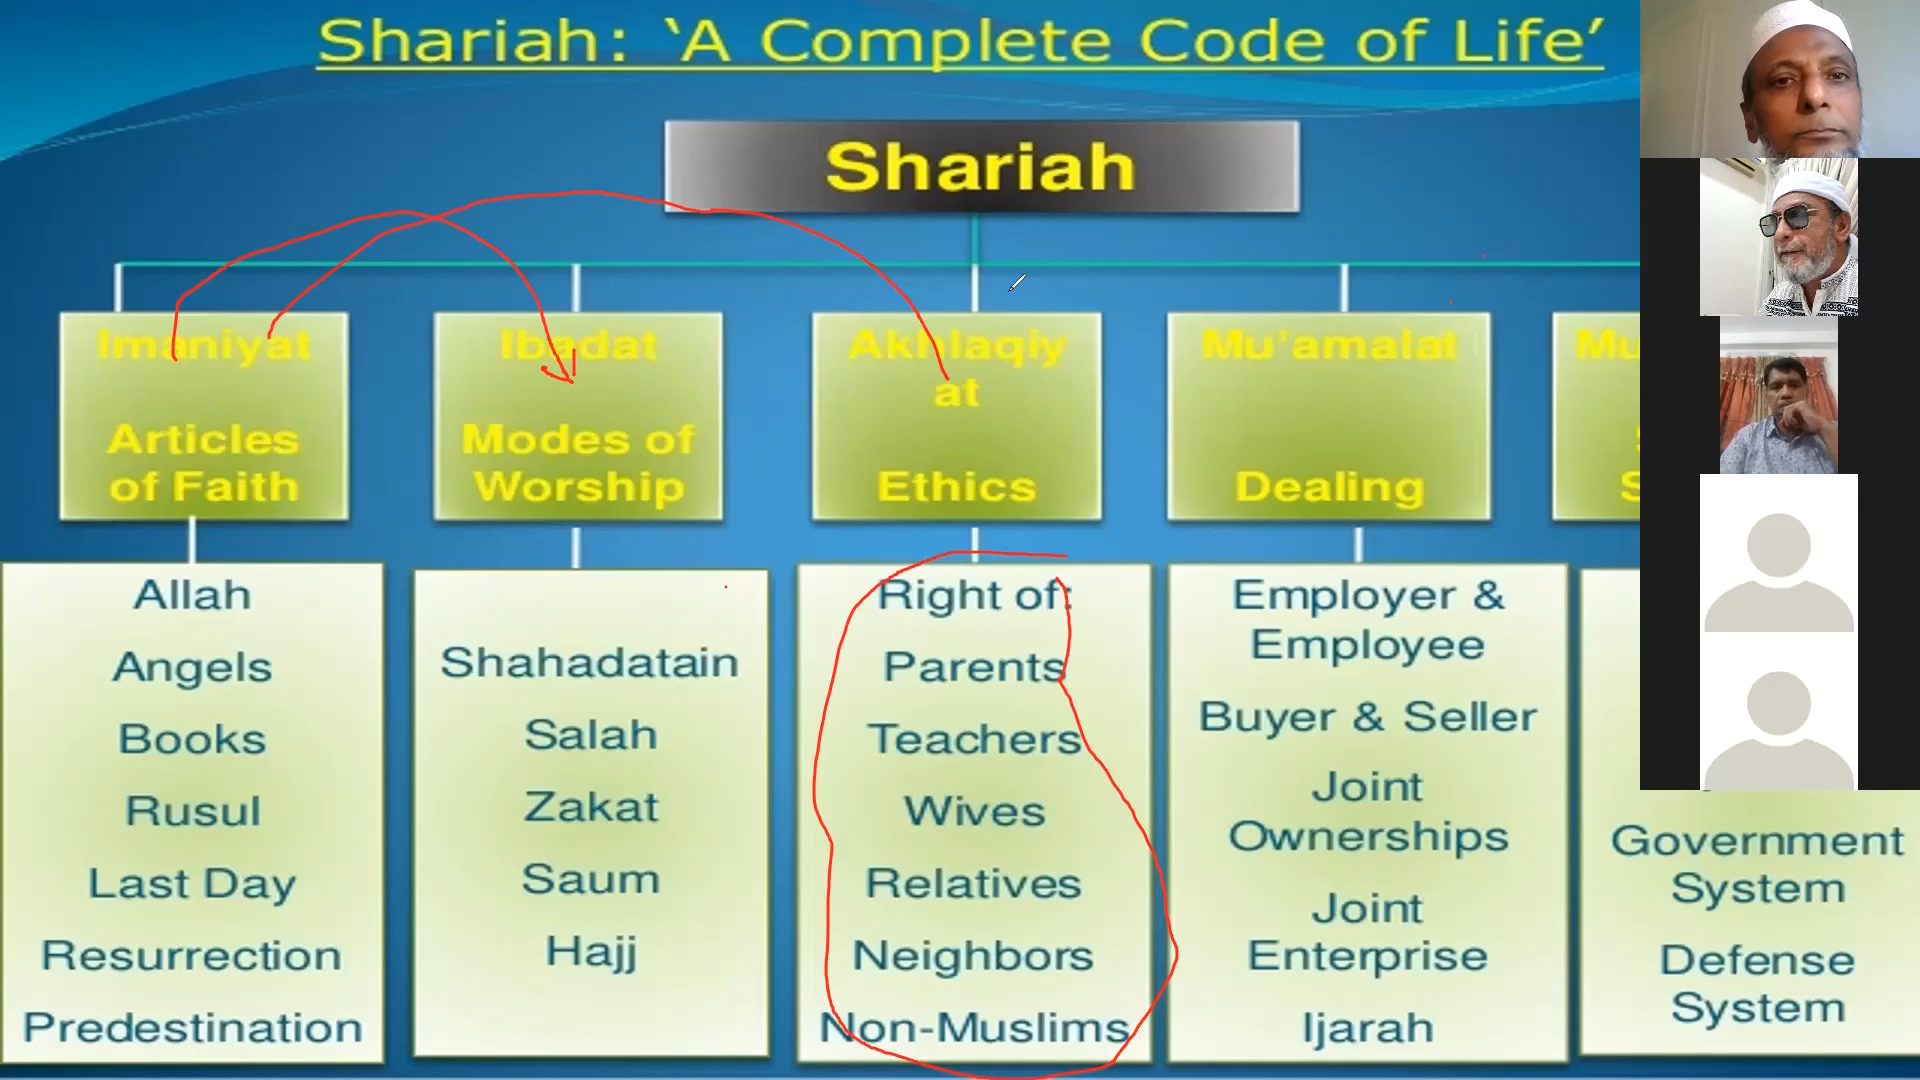 Shariah: ‘A Complete Code of Life’
Shariah
Imaniyat
Articles
of Faith
Ibadat
Modes of
Worship
Akhlaqiy
at
Ethics
Mu’amalat
Dealing
Mu
S
Allah
Angels
Books
Rusul
Last Day
Resurrection
Predestination
Shahadatain
Salah
Zakat
Saum
Hajj
Right of:
Parents
Teachers
Wives
Relatives
Neighbors
Non-Muslims
Employer &
Employee
Buyer & Seller
Joint
Ownerships
Joint
Enterprise
Ijarah
Government
System
Defense
System